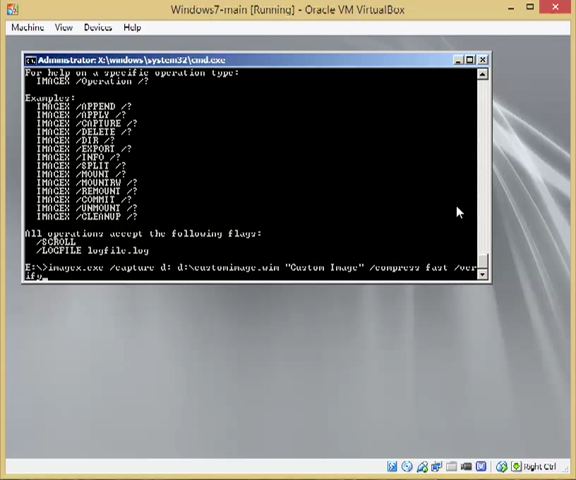 Windows7-main [Running] - Oracle VM VirtualBox
Machine View Devices Help
Administrator: X:\windows\system32\cmd.exe
For help on a specific operation type:
IMAGEX /Operation /?
Examples:
IMAGEX /APPEND /?
IMAGEX /APPLY /?
IMAGEX /CAPTURE /?
IMAGEX /DELETE /?
IMAGEX /DIR /?
IMAGEX /EXPORT /?
IMAGEX /INFO /?
IMAGEX /SPLIT /?
IMAGEX /MOUNT /?
IMAGEX /MOUNTRW /?
IMAGEX /REMOUNT /?
IMAGEX /COMMIT /?
IMAGEX /UNMOUNT /?
IMAGEX /CLEANUP /?
All operations accept the following flags:
/SCROLL
/LOGFILE logfile.log
E:\>imagex.exe /capture d: d:\customimage.wim "Custom Image" /compress fast /ver
ify_
Right Ctrl